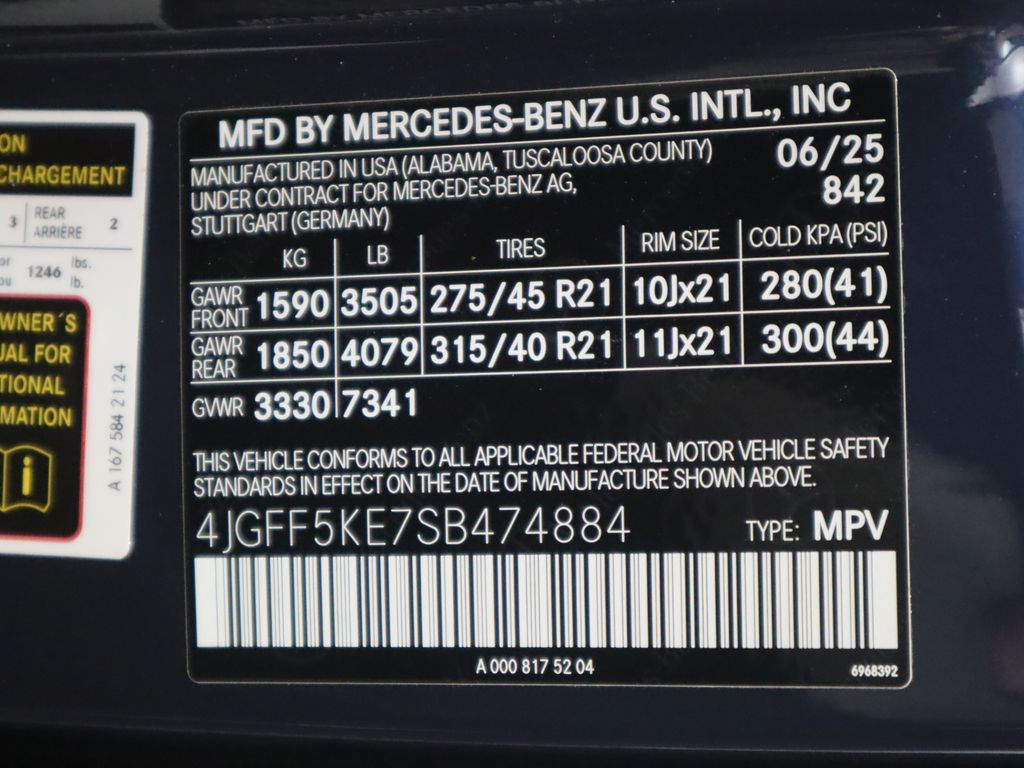 ON
CHARGEMENT
3 REAR ARRIÈRE 2
or ou 1246 lbs. lb.
WNER´S
UAL FOR
TIONAL
MATION
i
A 167 584 21 24
MFD BY MERCEDES-BENZ U.S. INTL., INC
MANUFACTURED IN USA (ALABAMA, TUSCALOOSA COUNTY) 06/25
UNDER CONTRACT FOR MERCEDES-BENZ AG, 842
STUTTGART (GERMANY)
KG LB TIRES RIM SIZE COLD KPA (PSI)
GAWR FRONT 1590 3505 275/45 R21 10Jx21 280(41)
GAWR REAR 1850 4079 315/40 R21 11Jx21 300(44)
GVWR 3330 7341
THIS VEHICLE CONFORMS TO ALL APPLICABLE FEDERAL MOTOR VEHICLE SAFETY
STANDARDS IN EFFECT ON THE DATE OF MANUFACTURE SHOWN ABOVE.
4JGFF5KE7SB474884 TYPE: MPV
A 000 817 52 04
6968392